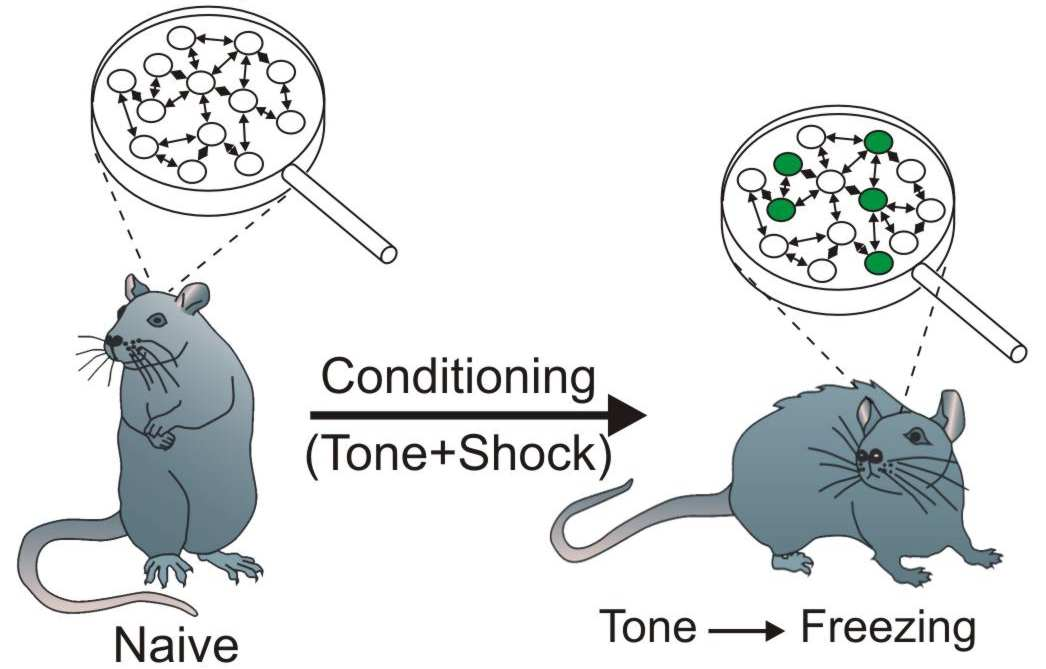 Conditioning
(Tone+Shock)
Naive
Tone → Freezing